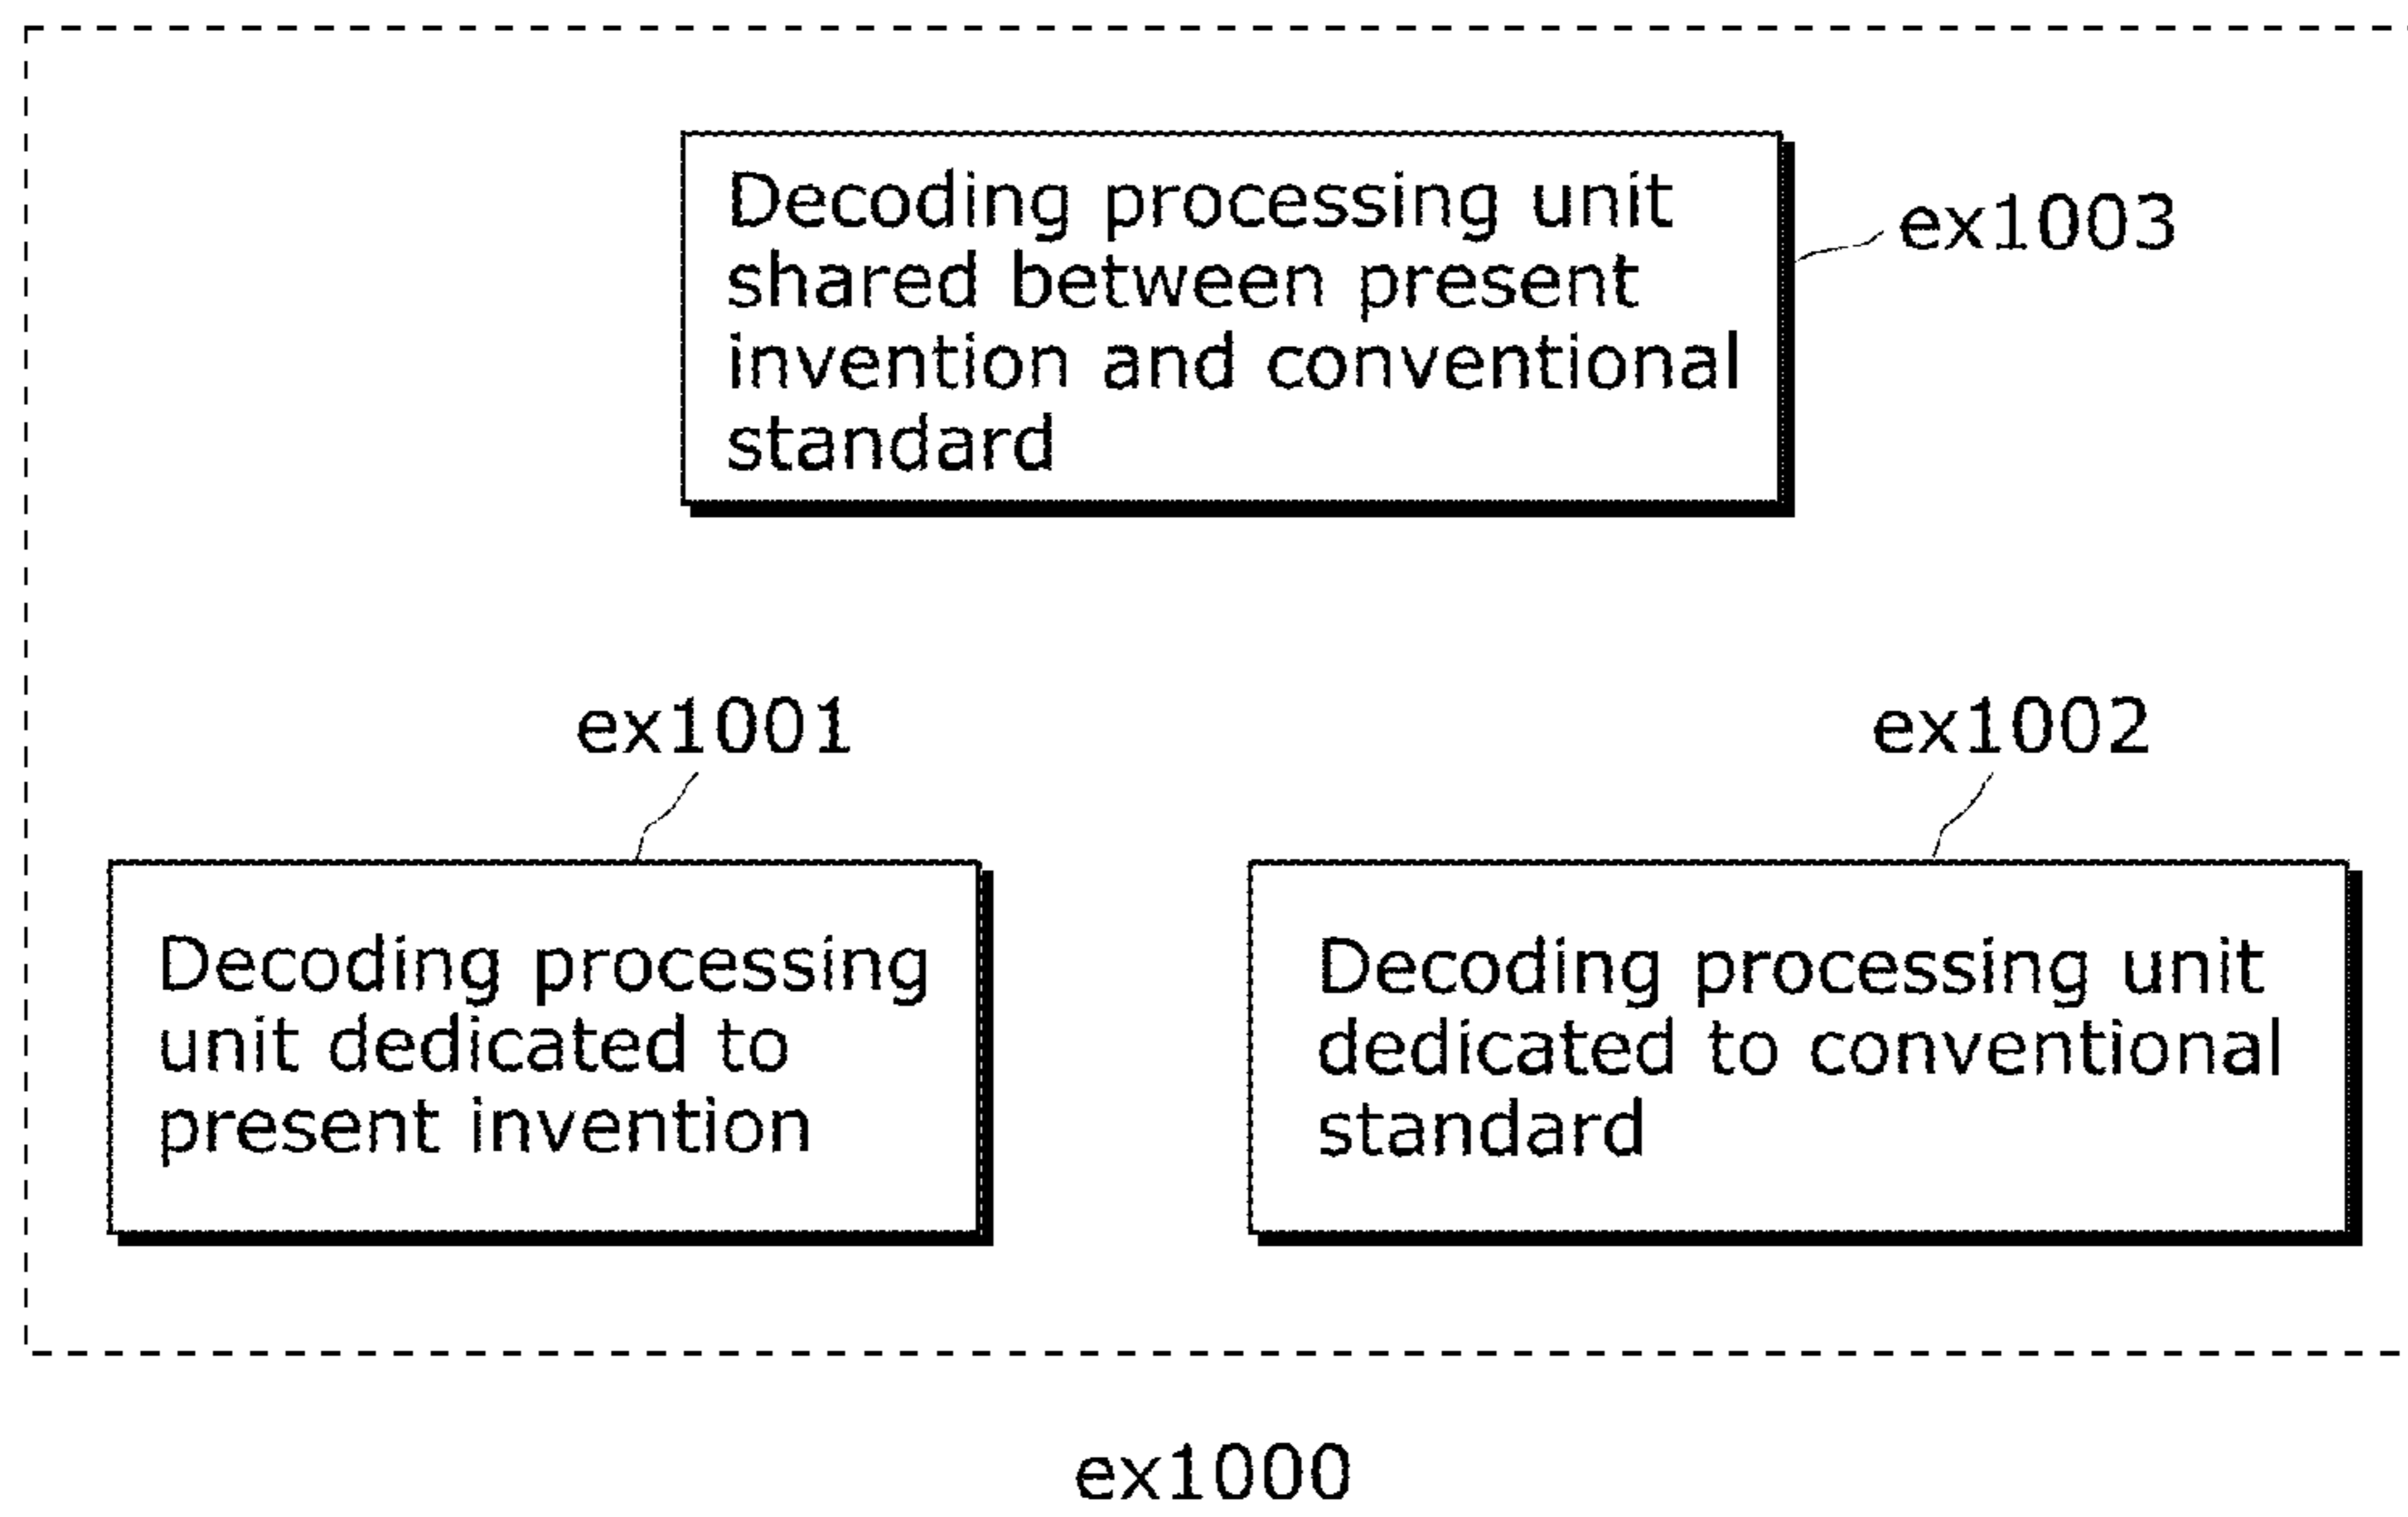 Decoding processing unit
shared between present
invention and conventional
standard
ex1003
ex1001
ex1002
Decoding processing
unit dedicated to
present invention
Decoding processing unit
dedicated to conventional
standard
ex1000